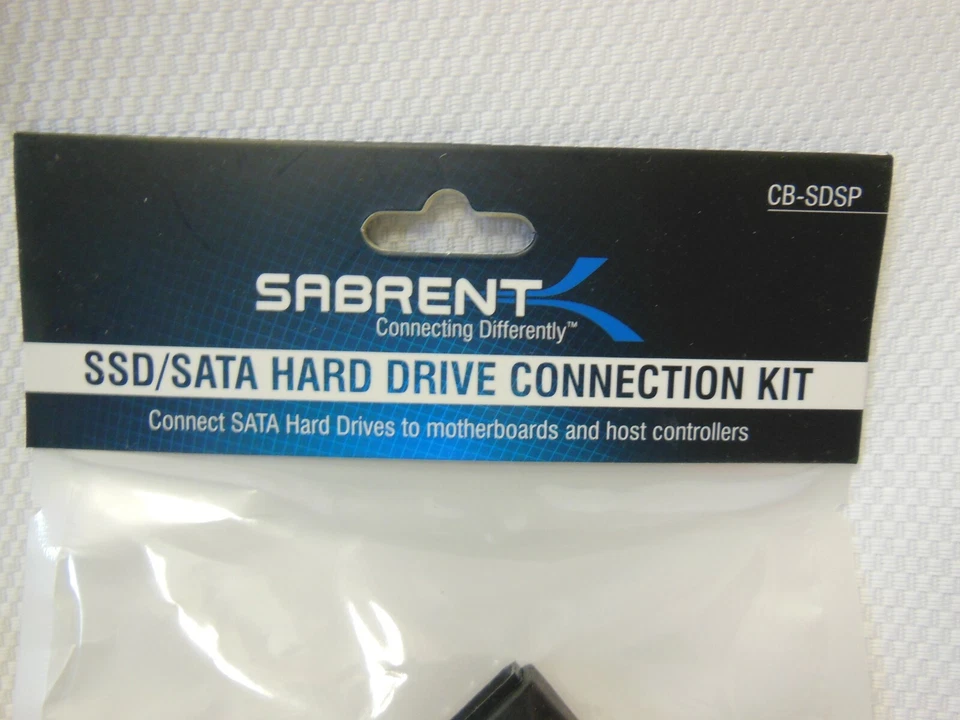 CB-SDSP
SABRENT
Connecting Differently™
SSD/SATA HARD DRIVE CONNECTION KIT
Connect SATA Hard Drives to motherboards and host controllers